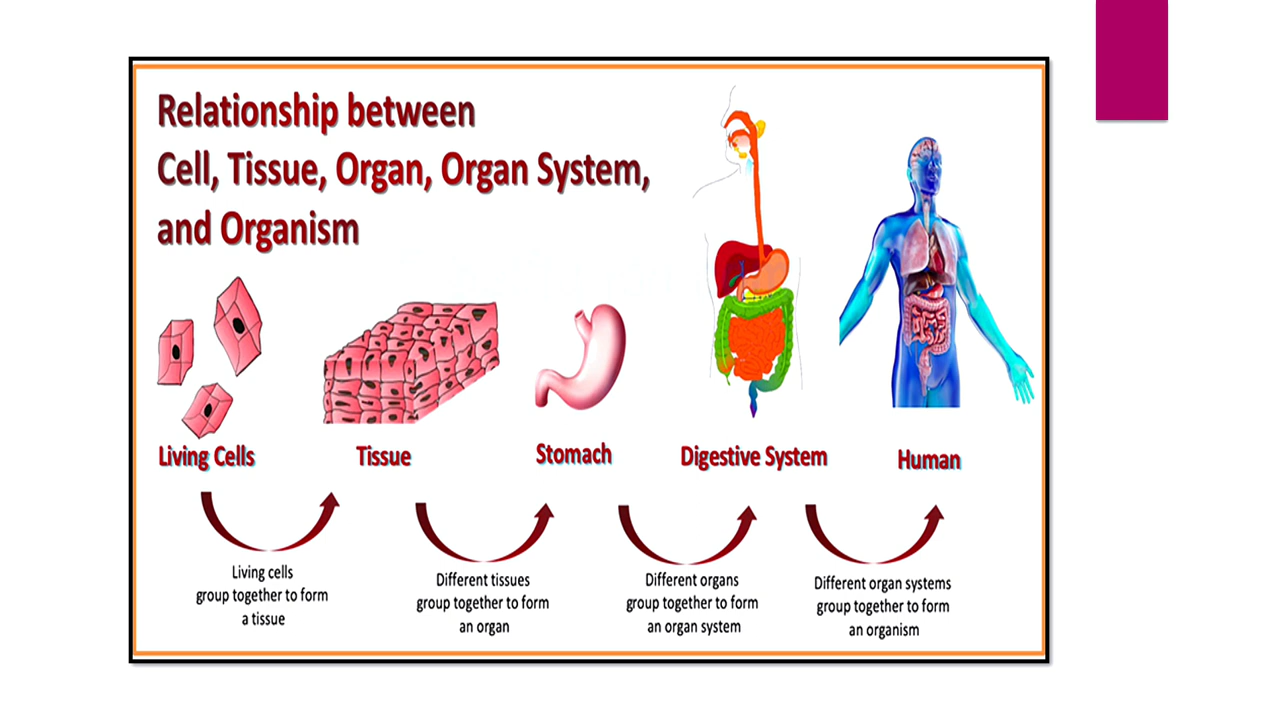 Relationship between
Cell, Tissue, Organ, Organ System,
and Organism
Living Cells
Tissue
Stomach
Digestive System
Human
Living cells
group together to form
a tissue
Different tissues
group together to form
an organ
Different organs
group together to form
an organ system
Different organ systems
group together to form
an organism